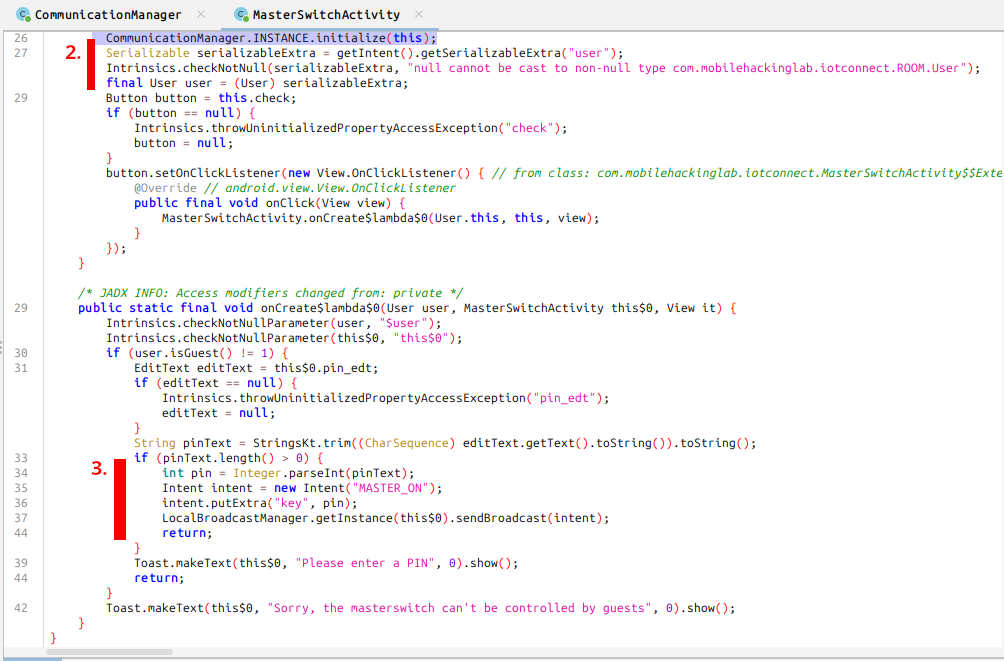 CommunicationManager × MasterSwitchActivity ×
26 CommunicationManager.INSTANCE.initialize(this);
2.
27 Serializable serializableExtra = getIntent().getSerializableExtra("user");
Intrinsics.checkNotNull(serializableExtra, "null cannot be cast to non-null type com.mobilehackinglab.iotconnect.ROOM.User");
final User user = (User) serializableExtra;
29 Button button = this.check;
if (button == null) {
Intrinsics.throwUninitializedPropertyAccessException("check");
button = null;
}
button.setOnClickListener(new View.OnClickListener() { // from class: com.mobilehackinglab.iotconnect.MasterSwitchActivity$$Exte
@Override // android.view.View.OnClickListener
public final void onClick(View view) {
MasterSwitchActivity.onCreate$lambda$0(User.this, this, view);
}
});
}
/* JADX INFO: Access modifiers changed from: private */
29 public static final void onCreate$lambda$0(User user, MasterSwitchActivity this$0, View it) {
Intrinsics.checkNotNullParameter(user, "$user");
Intrinsics.checkNotNullParameter(this$0, "this$0");
30 if (user.isGuest() != 1) {
31 EditText editText = this$0.pin_edt;
if (editText == null) {
Intrinsics.throwUninitializedPropertyAccessException("pin_edt");
editText = null;
}
String pinText = StringsKt.trim((CharSequence) editText.getText().toString()).toString();
33 if (pinText.length() > 0) {
3.
34 int pin = Integer.parseInt(pinText);
35 Intent intent = new Intent("MASTER_ON");
36 intent.putExtra("key", pin);
37 LocalBroadcastManager.getInstance(this$0).sendBroadcast(intent);
44 return;
}
39 Toast.makeText(this$0, "Please enter a PIN", 0).show();
44 return;
}
42 Toast.makeText(this$0, "Sorry, the masterswitch can't be controlled by guests", 0).show();
}
}